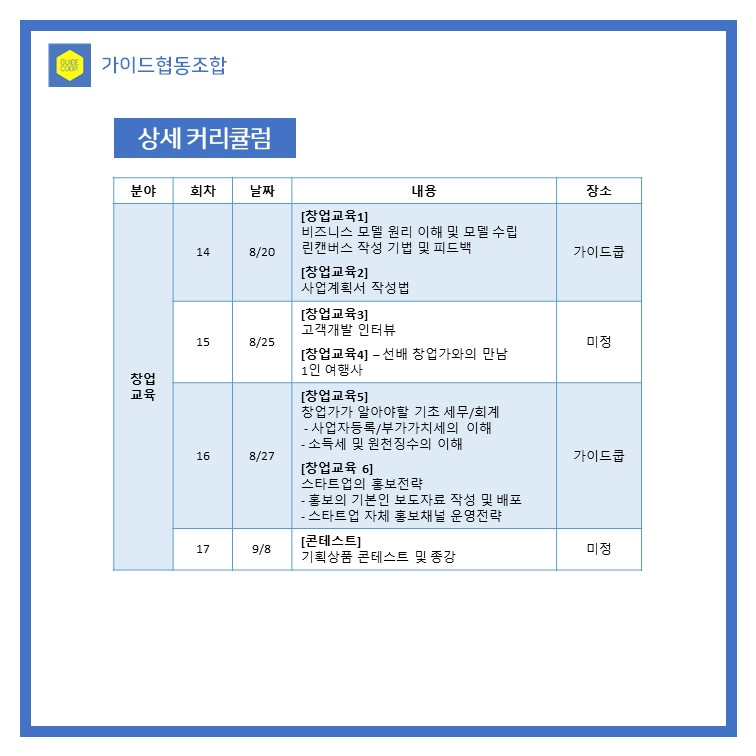 GUIDE
COOP
가이드협동조합
상세 커리큘럼
분야 회차 날짜 내용 장소
창업
교육
14 8/20
[창업교육1]
비즈니스 모델 원리 이해 및 모델 수립
린캔버스 작성 기법 및 피드백
[창업교육2]
사업계획서 작성법
가이드쿱
15 8/25
[창업교육3]
고객개발 인터뷰
[창업교육4] – 선배 창업가와의 만남
1인 여행사
미정
16 8/27
[창업교육5]
창업가가 알아야할 기초 세무/회계
- 사업자등록/부가가치세의 이해
- 소득세 및 원천징수의 이해
[창업교육 6]
스타트업의 홍보전략
- 홍보의 기본인 보도자료 작성 및 배포
- 스타트업 자체 홍보채널 운영전략
가이드쿱
17 9/8
[콘테스트]
기획상품 콘테스트 및 종강
미정